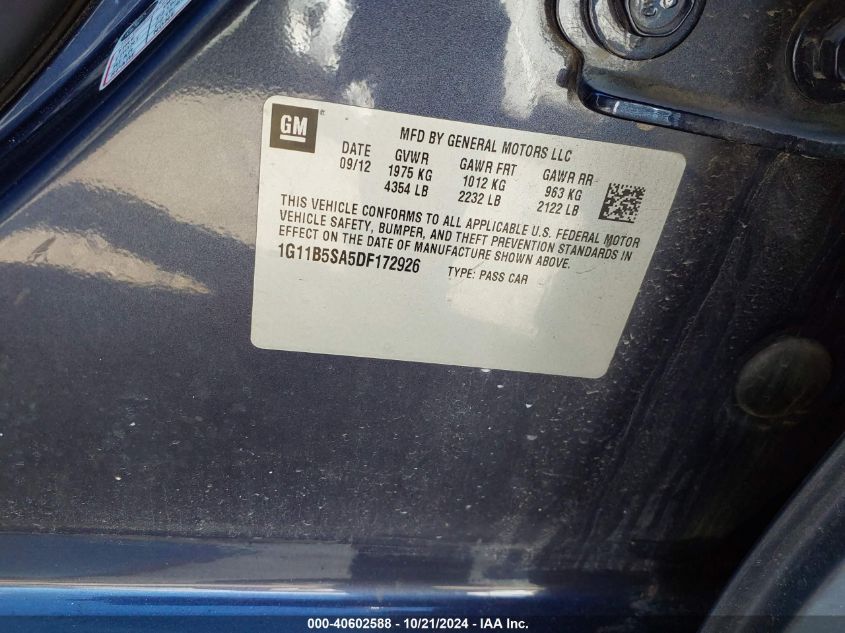 GM
MFD BY GENERAL MOTORS LLC
DATE GVWR GAWR FRT GAWR RR
09/12 1975 KG 1012 KG 963 KG
4354 LB 2232 LB 2122 LB
THIS VEHICLE CONFORMS TO ALL APPLICABLE U.S. FEDERAL MOTOR
VEHICLE SAFETY, BUMPER, AND THEFT PREVENTION STANDARDS IN
EFFECT ON THE DATE OF MANUFACTURE SHOWN ABOVE.
1G11B5SA5DF172926 TYPE: PASS CAR
000-40602588 - 10/21/2024 - IAAI.com